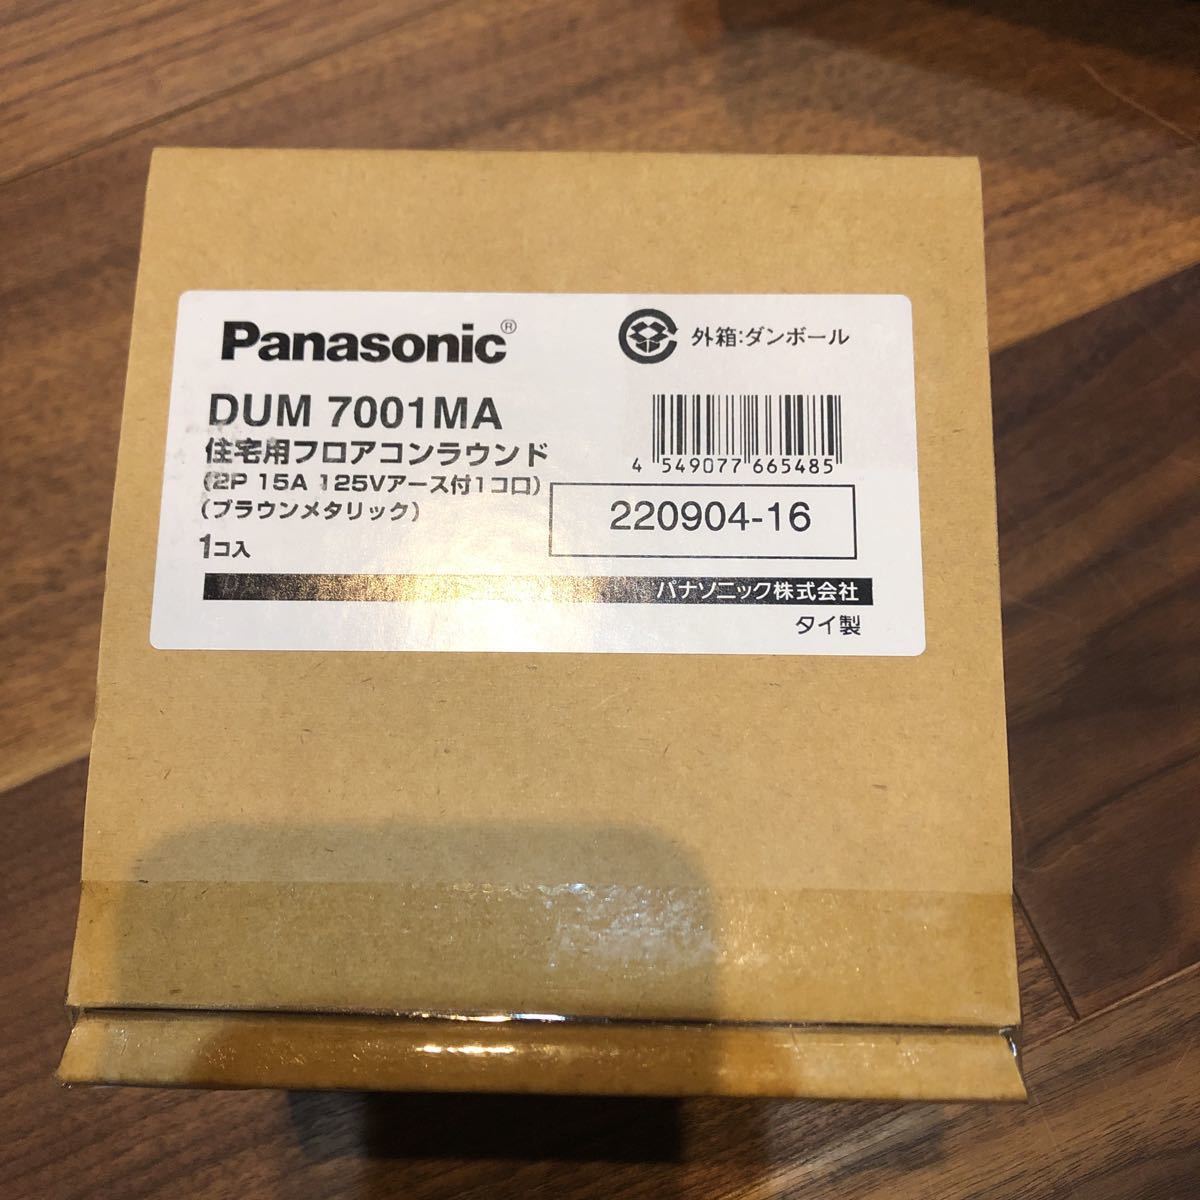 Panasonic®
外箱:ダンボール
DUM 7001MA
住宅用フロアコンラウンド
(2P 15A 125Vアース付1コ口)
(ブラウンメタリック)
1コ入
4 549077 665485
220904-16
パナソニック株式会社
タイ製